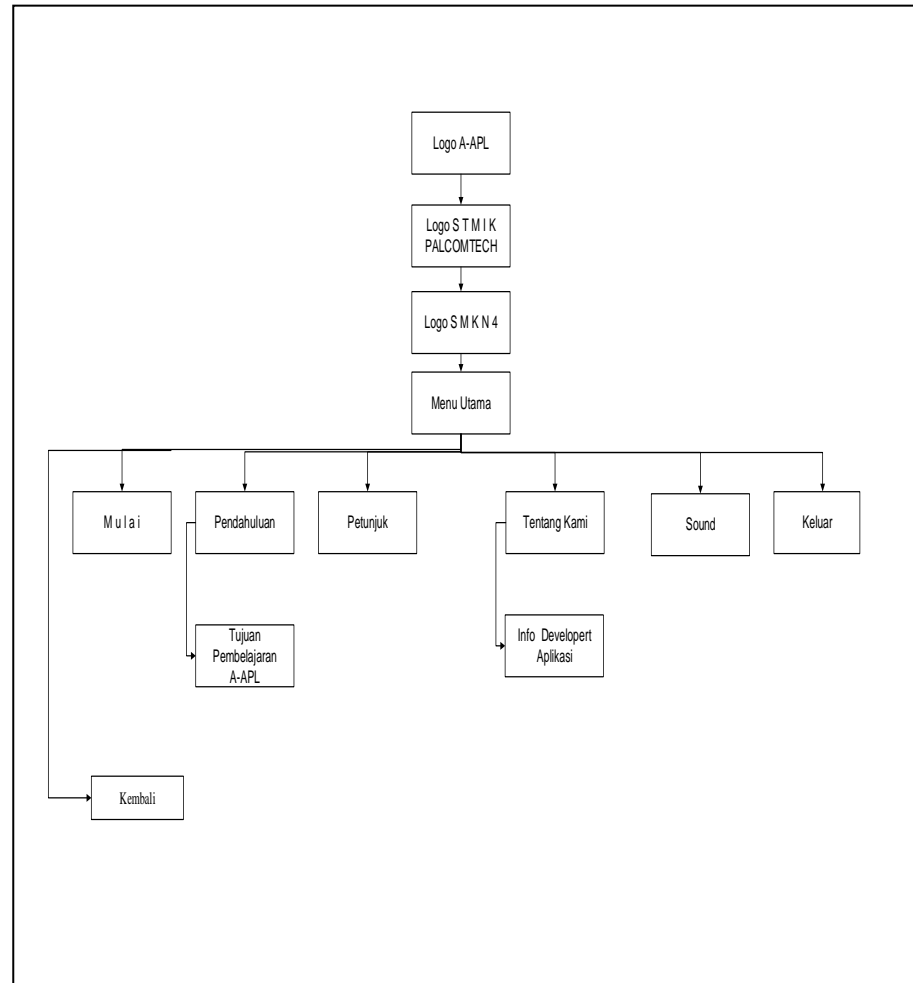 Logo A-APL
Logo S T M I K
PALCOMTECH
Logo S M K N 4
Menu Utama
M u l a i
Pendahuluan
Petunjuk
Tentang Kami
Sound
Keluar
Tujuan
Pembelajaran
A-APL
Info Developert
Aplikasi
Kembali